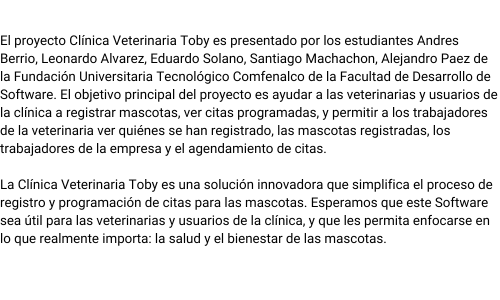 El proyecto Clínica Veterinaria Toby es presentado por los estudiantes Andres
Berrio, Leonardo Alvarez, Eduardo Solano, Santiago Machachon, Alejandro Paez de
la Fundación Universitaria Tecnológico Comfenalco de la Facultad de Desarrollo de
Software. El objetivo principal del proyecto es ayudar a las veterinarias y usuarios de
la clínica a registrar mascotas, ver citas programadas, y permitir a los trabajadores
de la veterinaria ver quiénes se han registrado, las mascotas registradas, los
trabajadores de la empresa y el agendamiento de citas.

La Clínica Veterinaria Toby es una solución innovadora que simplifica el proceso de
registro y programación de citas para las mascotas. Esperamos que este Software
sea útil para las veterinarias y usuarios de la clínica, y que les permita enfocarse en
lo que realmente importa: la salud y el bienestar de las mascotas.